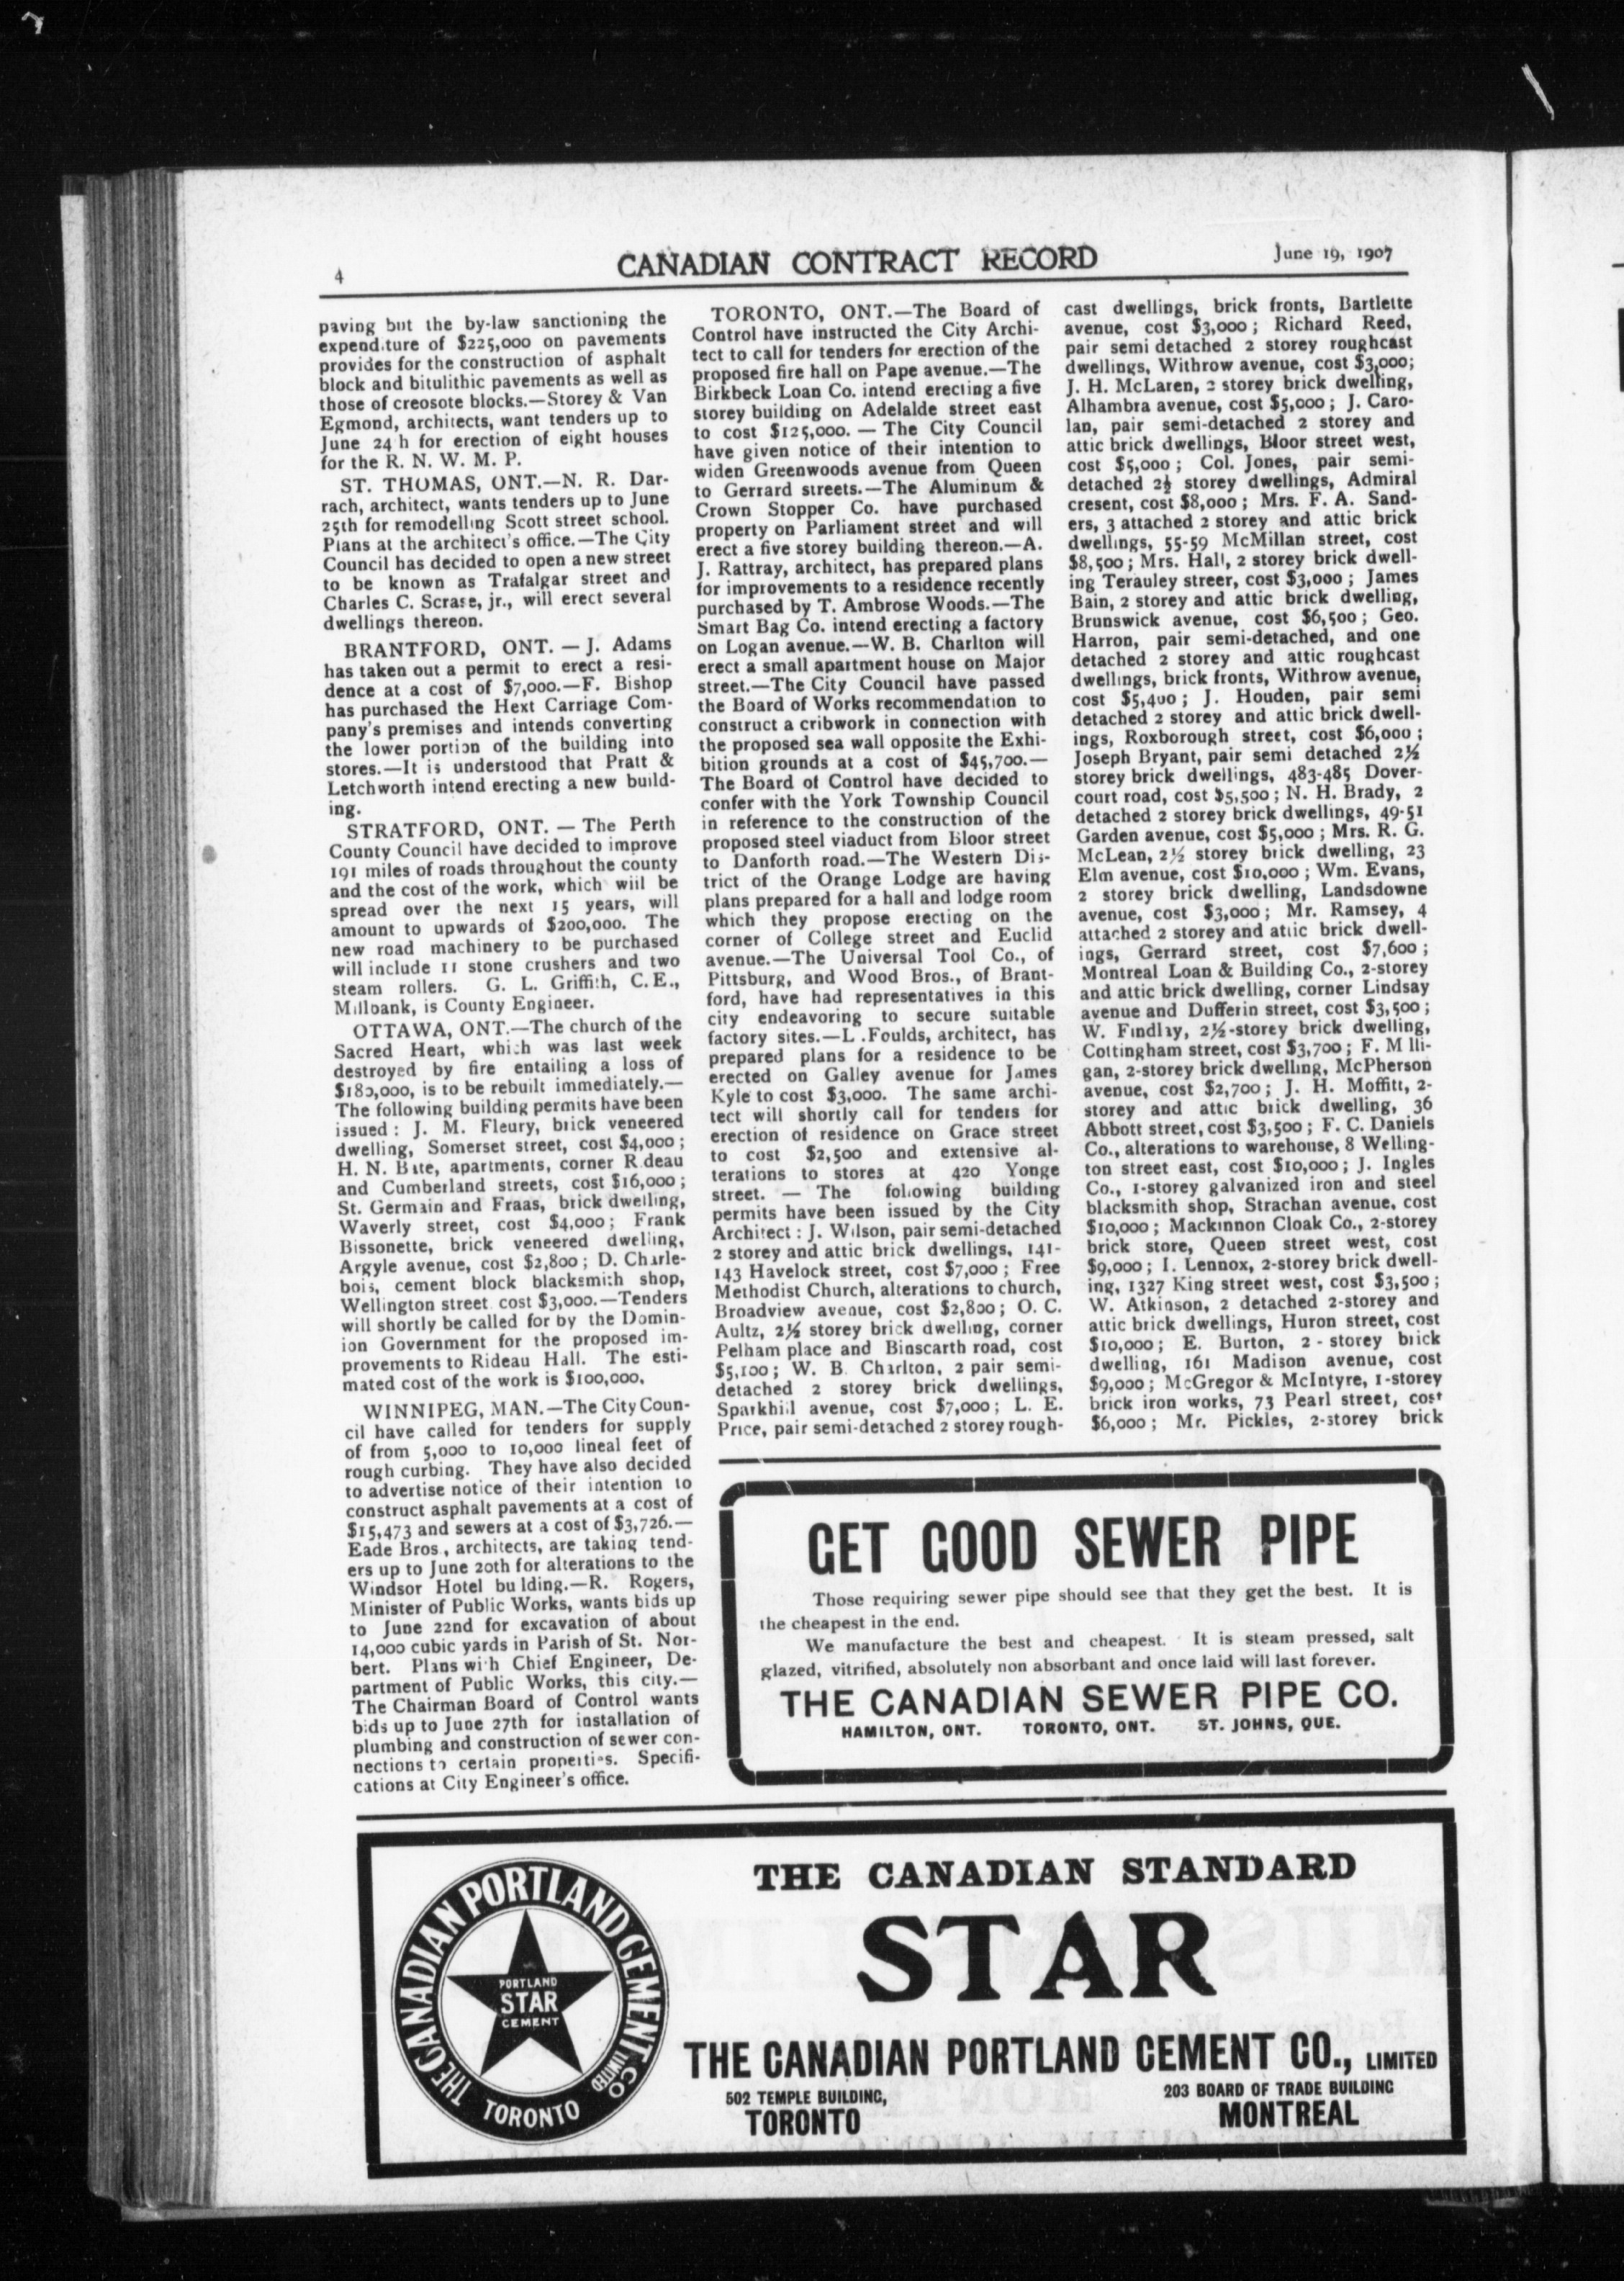 4
CANADIAN CONTRACT RECORD
June 19, 1907
paving but the by-law sanctioning the
expenditure of $225,000 on pavements
provides for the construction of asphalt
block and bitulithic pavements as well as
those of creosote blocks.—Storey & Van
Egmond, architects, want tenders up to
June 24 h for erection of eight houses
for the R. N. W. M. P.
ST. THOMAS, ONT.—N. R. Dar-
rach, architect, wants tenders up to June
25th for remodelling Scott street school.
Plans at the architect's office.—The City
Council has decided to open a new street
to be known as Trafalgar street and
Charles C. Scrase, jr., will erect several
dwellings thereon.
BRANTFORD, ONT. — J. Adams
has taken out a permit to erect a resi-
dence at a cost of $7,000.—F. Bishop
has purchased the Hext Carriage Com-
pany's premises and intends converting
the lower portion of the building into
stores.—It is understood that Pratt &
Letchworth intend erecting a new build-
ing.
STRATFORD, ONT. — The Perth
County Council have decided to improve
191 miles of roads throughout the county
and the cost of the work, which will be
spread over the next 15 years, will
amount to upwards of $200,000. The
new road machinery to be purchased
will include 11 stone crushers and two
steam rollers. G. L. Griffith, C.E.,
Millbank, is County Engineer.
OTTAWA, ONT.—The church of the
Sacred Heart, which was last week
destroyed by fire entailing a loss of
$180,000, is to be rebuilt immediately.—
The following building permits have been
issued : J. M. Fleury, brick veneered
dwelling, Somerset street, cost $4,000 ;
H. N. Bate, apartments, corner R deau
and Cumberland streets, cost $16,000 ;
St. Germain and Fraas, brick dwelling,
Waverly street, cost $4,000 ; Frank
Bissonette, brick veneered dwelling,
Argyle avenue, cost $2,800 ; D. Charle-
bois, cement block blacksmith shop,
Wellington street cost $3,000.—Tenders
will shortly be called for by the Domin-
ion Government for the proposed im-
provements to Rideau Hall. The esti-
mated cost of the work is $100,000.
WINNIPEG, MAN.—The City Coun-
cil have called for tenders for supply
of from 5,000 to 10,000 lineal feet of
rough curbing. They have also decided
to advertise notice of their intention to
construct asphalt pavements at a cost of
$15,473 and sewers at a cost of $3,726.—
Eade Bros., architects, are taking tend-
ers up to June 20th for alterations to the
Windsor Hotel bu lding.—R. Rogers,
Minister of Public Works, wants bids up
to June 22nd for excavation of about
14,000 cubic yards in Parish of St. Nor-
bert. Plans with Chief Engineer, De-
partment of Public Works, this city.—
The Chairman Board of Control wants
bids up to June 27th for installation of
plumbing and construction of sewer con-
nections to certain properties. Specifi-
cations at City Engineer's office.
TORONTO, ONT.—The Board of
Control have instructed the City Archi-
tect to call for tenders for erection of the
proposed fire hall on Pape avenue.—The
Birkbeck Loan Co. intend erecting a five
storey building on Adelaide street east
to cost $125,000. — The City Council
have given notice of their intention to
widen Greenwoods avenue from Queen
to Gerrard streets.—The Aluminum &
Crown Stopper Co. have purchased
property on Parliament street and will
erect a five storey building thereon.—A.
J. Rattray, architect, has prepared plans
for improvements to a residence recently
purchased by T. Ambrose Woods.—The
Smart Bag Co. intend erecting a factory
on Logan avenue.—W. B. Charlton will
erect a small apartment house on Major
street.—The City Council have passed
the Board of Works recommendation to
construct a cribwork in connection with
the proposed sea wall opposite the Exhi-
bition grounds at a cost of $45,700.—
The Board of Control have decided to
confer with the York Township Council
in reference to the construction of the
proposed steel viaduct from Bloor street
to Danforth road.—The Western Dis-
trict of the Orange Lodge are having
plans prepared for a hall and lodge room
which they propose erecting on the
corner of College street and Euclid
avenue.—The Universal Tool Co., of
Pittsburg, and Wood Bros., of Brant-
ford, have had representatives in this
city endeavoring to secure suitable
factory sites.—L .Foulds, architect, has
prepared plans for a residence to be
erected on Galley avenue for James
Kyle to cost $3,000. The same archi-
tect will shortly call for tenders for
erection of residence on Grace street
to cost $2,500 and extensive al-
terations to stores at 420 Yonge
street. — The following building
permits have been issued by the City
Architect : J. Wilson, pair semi-detached
2 storey and attic brick dwellings, 141-
143 Havelock street, cost $7,000 ; Free
Methodist Church, alterations to church,
Broadview avenue, cost $2,800 ; O. C.
Aultz, 2½ storey brick dwelling, corner
Pelham place and Binscarth road, cost
$5,100 ; W. B. Charlton, 2 pair semi-
detached 2 storey brick dwellings,
Sparkhill avenue, cost $7,000 ; L. E.
Price, pair semi-detached 2 storey rough-
cast dwellings, brick fronts, Bartlette
avenue, cost $3,000 ; Richard Reed,
pair semi detached 2 storey roughcast
dwellings, Withrow avenue, cost $3,000;
J. H. McLaren, 2 storey brick dwelling,
Alhambra avenue, cost $5,000 ; J. Caro-
lan, pair semi-detached 2 storey and
attic brick dwellings, Bloor street west,
cost $5,000 ; Col. Jones, pair semi-
detached 2½ storey dwellings, Admiral
cresent, cost $8,000 ; Mrs. F. A. Sand-
ers, 3 attached 2 storey and attic brick
dwellings, 55-59 McMillan street, cost
$8,500 ; Mrs. Hall, 2 storey brick dwell-
ing Terauley streer, cost $3,000 ; James
Bain, 2 storey and attic brick dwelling,
Brunswick avenue, cost $6,500 ; Geo.
Harron, pair semi-detached, and one
detached 2 storey and attic roughcast
dwellings, brick fronts, Withrow avenue,
cost $5,400 ; J. Houden, pair semi
detached 2 storey and attic brick dwell-
ings, Roxborough street, cost $6,000 ;
Joseph Bryant, pair semi detached 2½
storey brick dwellings, 483-485 Dover-
court road, cost $5,500 ; N. H. Brady, 2
detached 2 storey brick dwellings, 49-51
Garden avenue, cost $5,000 ; Mrs. R. G.
McLean, 2½ storey brick dwelling, 23
Elm avenue, cost $10,000 ; Wm. Evans,
2 storey brick dwelling, Landsdowne
avenue, cost $3,000 ; Mr. Ramsey, 4
attached 2 storey and attic brick dwell-
ings, Gerrard street, cost $7,600 ;
Montreal Loan & Building Co., 2-storey
and attic brick dwelling, corner Lindsay
avenue and Dufferin street, cost $3,500 ;
W. Findlay, 2½-storey brick dwelling,
Cottingham street, cost $3,700 ; F. M lli-
gan, 2-storey brick dwelling, McPherson
avenue, cost $2,700 ; J. H. Moffitt, 2-
storey and attic brick dwelling, 36
Abbott street, cost $3,500 ; F. C. Daniels
Co., alterations to warehouse, 8 Welling-
ton street east, cost $10,000 ; J. Ingles
Co., 1-storey galvanized iron and steel
blacksmith shop, Strachan avenue, cost
$10,000 ; Mackinnon Cloak Co., 2-storey
brick store, Queen street west, cost
$9,000 ; I. Lennox, 2-storey brick dwell-
ing, 1327 King street west, cost $3,500 ;
W. Atkinson, 2 detached 2-storey and
attic brick dwellings, Huron street, cost
$10,000 ; E. Burton, 2 - storey brick
dwelling, 161 Madison avenue, cost
$9,000 ; McGregor & McIntyre, 1-storey
brick iron works, 73 Pearl street, cost
$6,000 ; Mr. Pickles, 2-storey brick
GET GOOD SEWER PIPE
Those requiring sewer pipe should see that they get the best. It is
the cheapest in the end.
We manufacture the best and cheapest. It is steam pressed, salt
glazed, vitrified, absolutely non absorbant and once laid will last forever.
THE CANADIAN SEWER PIPE CO.
HAMILTON, ONT. TORONTO, ONT. ST. JOHNS, QUE.
THE CANADIAN PORTLAND CEMENT CO LIMITED
TORONTO
PORTLAND
STAR
CEMENT
THE CANADIAN STANDARD
STAR
THE CANADIAN PORTLAND CEMENT CO., LIMITED
502 TEMPLE BUILDING,
TORONTO
203 BOARD OF TRADE BUILDING
MONTREAL